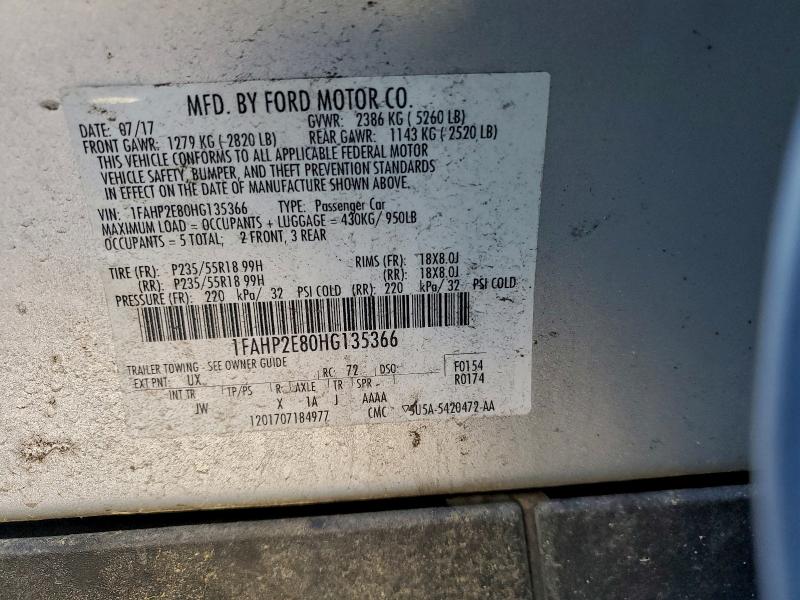 MFD. BY FORD MOTOR CO.
DATE: 07/17 GVWR: 2386 KG ( 5260 LB)
FRONT GAWR: 1279 KG ( 2820 LB) REAR GAWR: 1143 KG ( 2520 LB)
THIS VEHICLE CONFORMS TO ALL APPLICABLE FEDERAL MOTOR
VEHICLE SAFETY, BUMPER, AND THEFT PREVENTION STANDARDS
IN EFFECT ON THE DATE OF MANUFACTURE SHOWN ABOVE.
VIN: 1FAHP2E80HG135366 TYPE: Passenger Car
MAXIMUM LOAD = OCCUPANTS + LUGGAGE = 430KG/ 950LB
OCCUPANTS = 5 TOTAL; 2 FRONT, 3 REAR
TIRE (FR): P235/55R18 99H RIMS (FR): 18X8.0J
(RR): P235/55R18 99H (RR): 18X8.0J
PRESSURE (FR): 220 kPa/ 32 PSI COLD (RR): 220 kPa/ 32 PSI COLD
1FAHP2E80HG135366
TRAILER TOWING - SEE OWNER GUIDE
EXT PNT: UX RC: 72 DSO: F0154
R0174
INT TR TP/PS R AXLE TR SPR
JW X 1A J AAAA
1201707184977 CMC 5U5A-5420472-AA